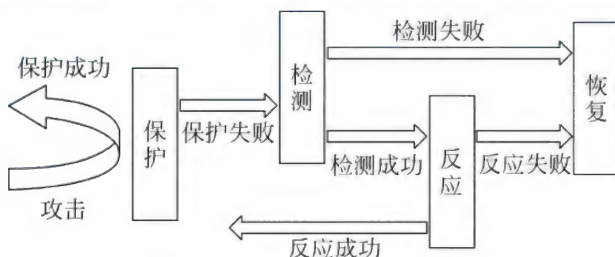 保护成功
攻击
保护
保护失败
检测
检测失败
检测成功
反应
反应失败
反应成功
恢复